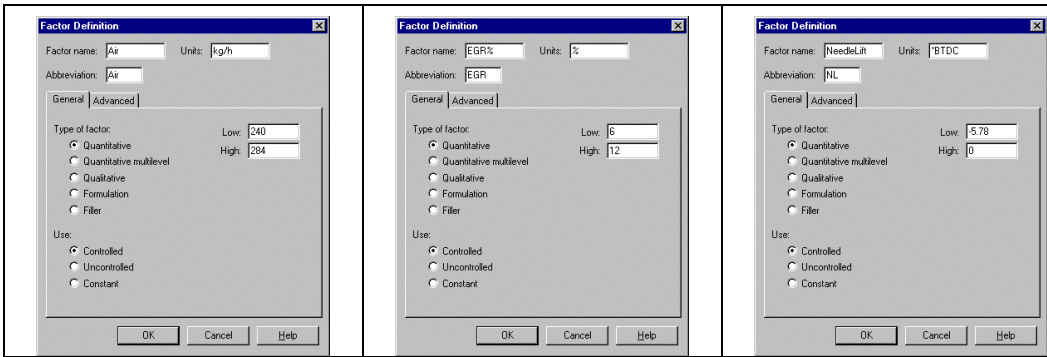 Factor Definition
Factor name: Air Units: kg/h
Abbreviation: Air
General Advanced
Type of factor:
Low: 240
Quantitative
High: 284
Quantitative multilevel
Qualitative
Formulation
Filler
Use:
Controlled
Uncontrolled
Constant
OK Cancel Help
Factor Definition
Factor name: EGR% Units: %
Abbreviation: EGR
General Advanced
Type of factor:
Low: 6
Quantitative
High: 12
Quantitative multilevel
Qualitative
Formulation
Filler
Use:
Controlled
Uncontrolled
Constant
OK Cancel Help
Factor Definition
Factor name: NeedleLift Units: °BTDC
Abbreviation: NL
General Advanced
Type of factor:
Low: -5.78
Quantitative
High: 0
Quantitative multilevel
Qualitative
Formulation
Filler
Use:
Controlled
Uncontrolled
Constant
OK Cancel Help